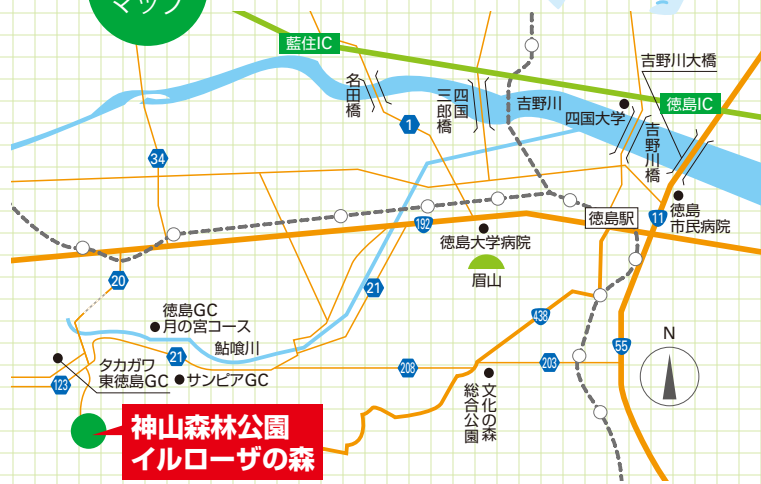 マップ
藍住IC
吉野川大橋
名田橋
四国
三郎橋
吉野川
四国大学
徳島IC
吉野川橋
1
34
192
徳島駅
11
徳島
市民病院
徳島大学病院
眉山
20
21
438
徳島GC
月の宮コース
鮎喰川
21
55
N
タカガワ
東徳島GC
サンピアGC
208
203
123
文化の森
総合公園
神山森林公園
イルローザの森